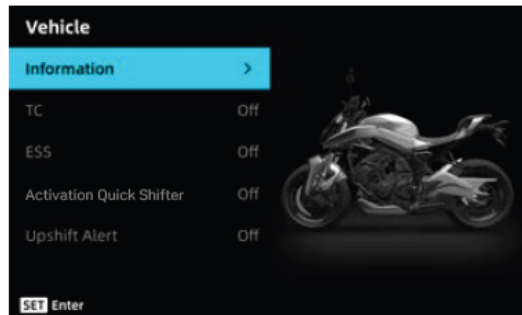 Vehicle
Information >
TC Off
ESS Off
Activation Quick Shifter Off
Upshift Alert Off
SET Enter